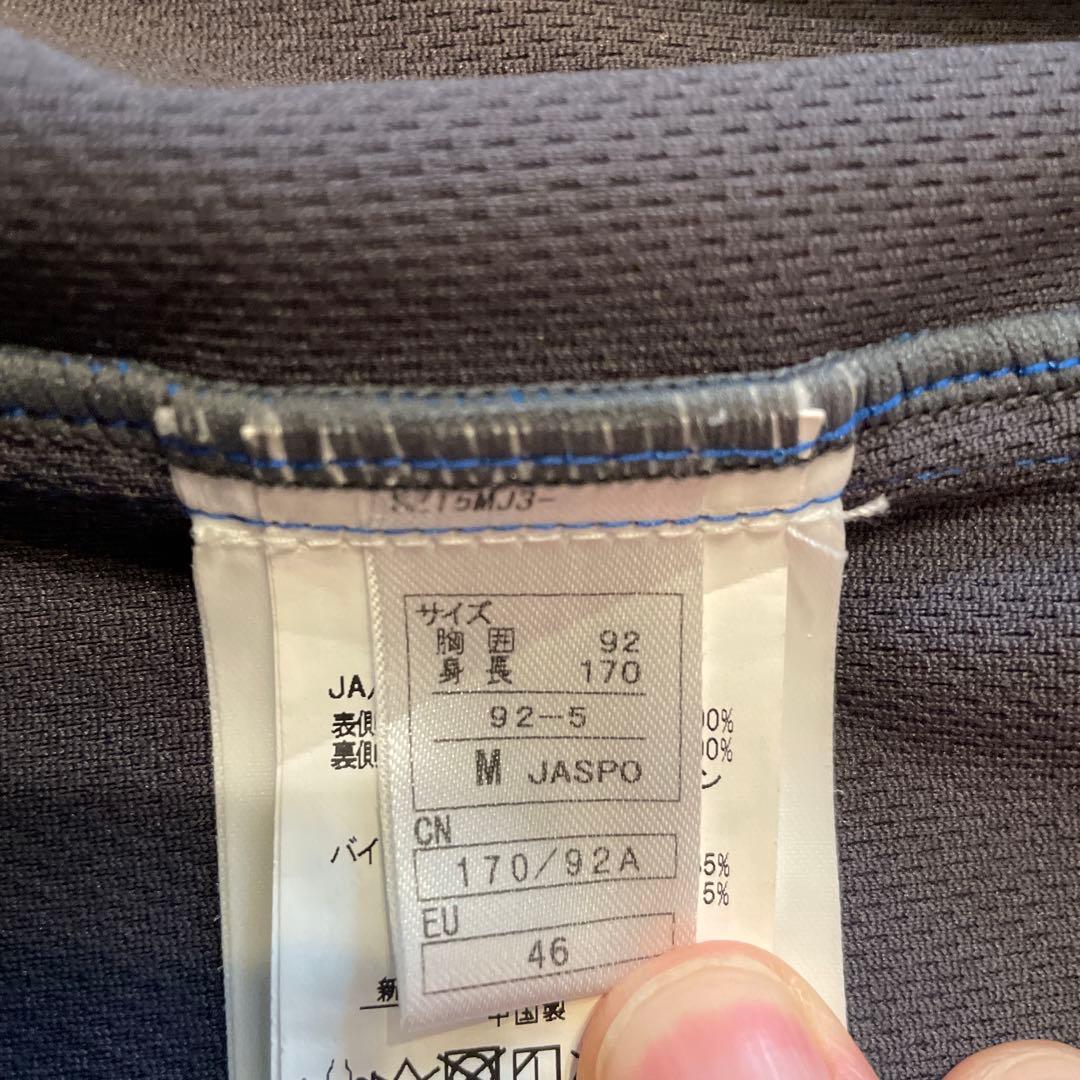 サイズ
胸囲 92
身長 170
92-5
M JASPO
CN
170/92A
EU
46
JA/
表側
裏側
00%
00%
ン
バイ
5%
5%
新
中国製